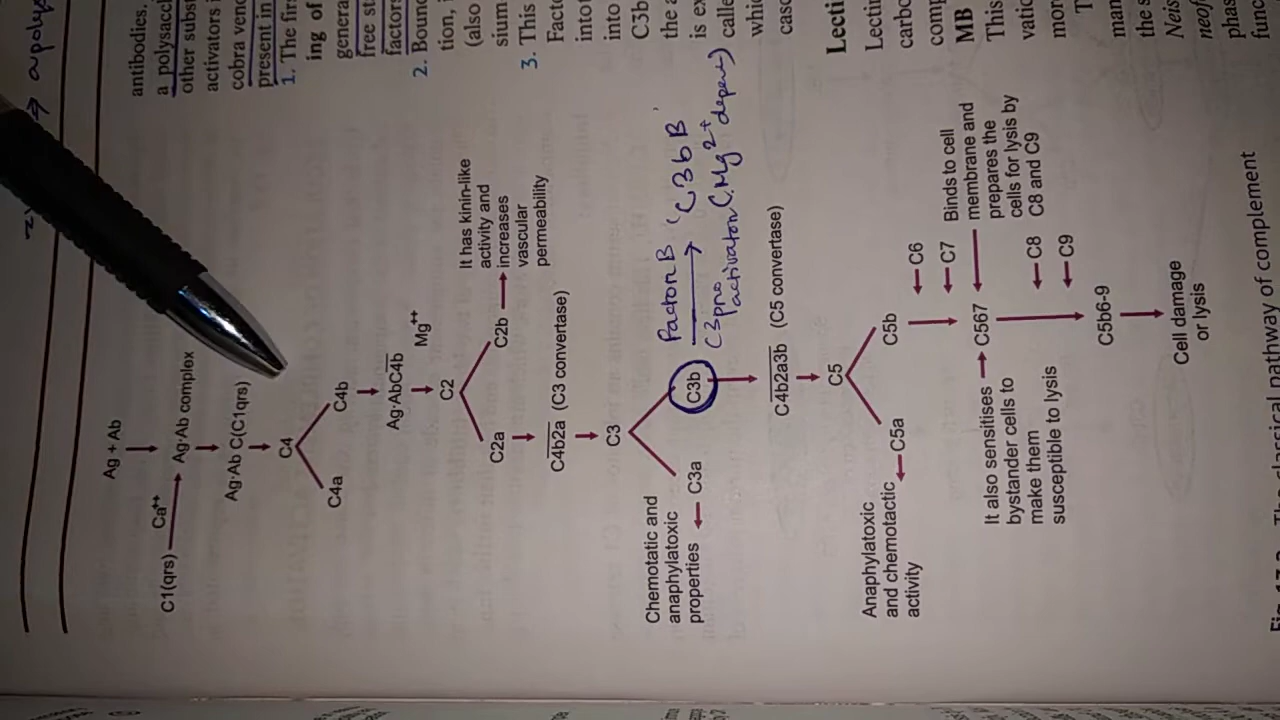 Ag + Ab
C1(qrs)
Ca++
Ag·Ab complex
Ag·Ab C(C1qrs)
C4
C4a
C4b
Ag·AbC4b
Mg++
C2
C2a
C2b
It has kinin-like
activity and
increases
vascular
permeability
C4b2a (C3 convertase)
C3
Chemotatic and
anaphylatoxic
properties
C3a
C3b
Factor B
'C3bB'
C3 pro activator (Mg2+ depen)
C4b2a3b (C5 convertase)
C5
Anaphylatoxic
and chemotactic
activity
C5a
C5b
C6
C7
Binds to cell
membrane and
prepares the
cells for lysis by
C8 and C9
It also sensitises
bystander cells to
make them
susceptible to lysis
C567
C8
C9
C5b6-9
Cell damage
or lysis
The classical pathway of complement
antibodies.
a polysacal
other subst
activators i
cobra veno
present in
1. The firs
ing of
genera
free st
factors
2. Bound
tion, i
(also
sium
3. This
Facto
into t
into
C3b
the a
is ex
called
whic
casc
Lecti
Lectin
carbo
comp
MB
This
vatic
mor
T
man
the s
Neis
neof
phas
func